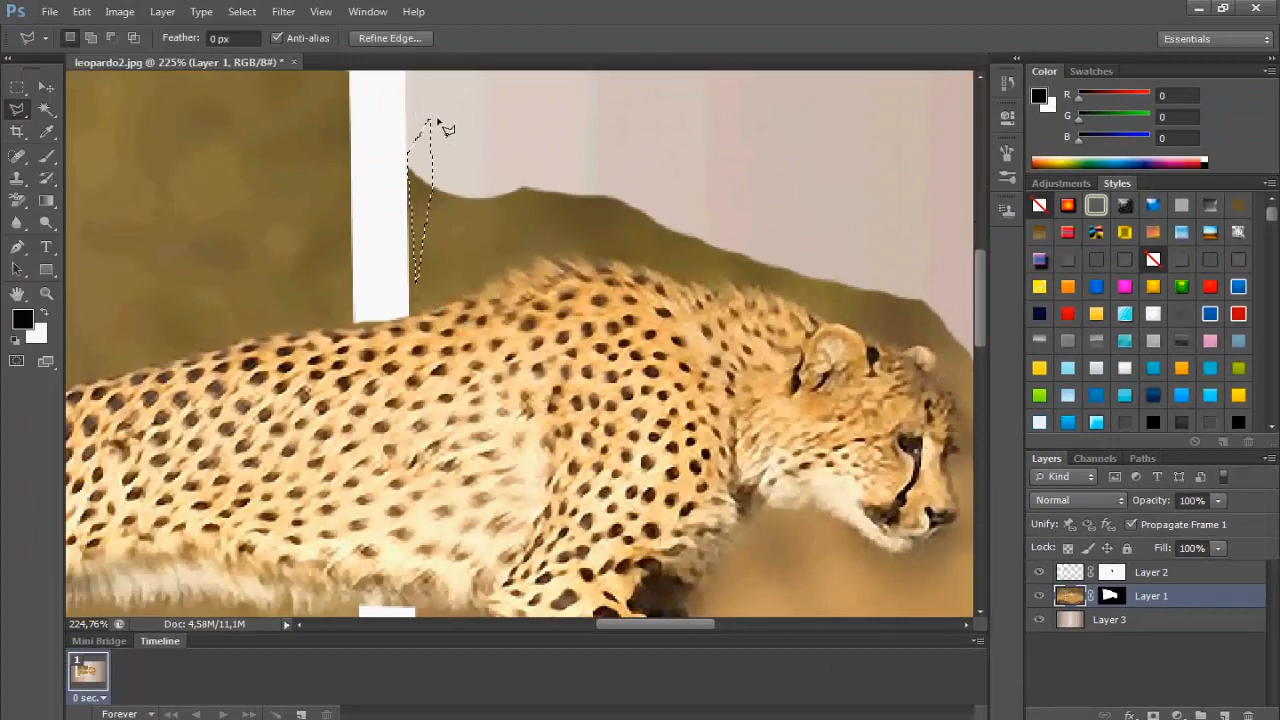 Ps File Edit Image Layer Type Select Filter View Window Help
Feather: 0 px Anti-alias Refine Edge... Essentials
leopardo2.jpg @ 225% (Layer 1, RGB/8#) * ×
Color Swatches
R 0
G 0
B 0
Adjustments Styles
Layers Channels Paths
Kind
Normal Opacity: 100%
Unify: Propagate Frame 1
Lock: Fill: 100%
Layer 2
Layer 1
Layer 3
224,76% Doc: 4,58M/11,1M
Mini Bridge Timeline
1
0 sec.
Forever